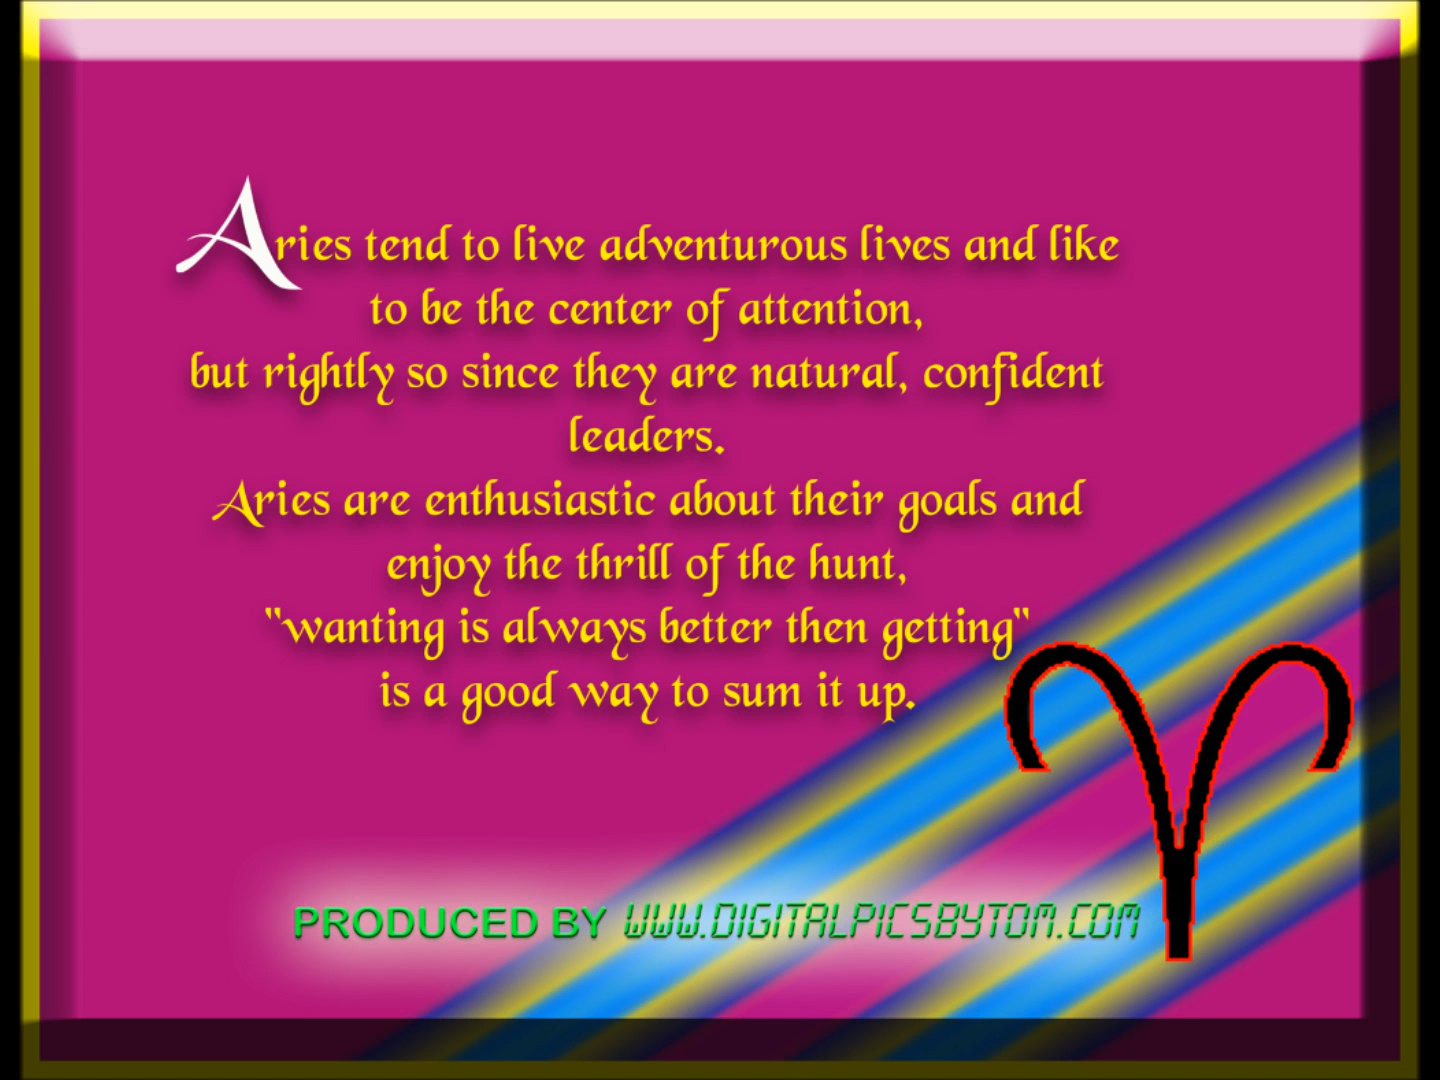 Aries tend to live adventurous lives and like
to be the center of attention,
but rightly so since they are natural, confident
leaders.
Aries are enthusiastic about their goals and
enjoy the thrill of the hunt,
"wanting is always better then getting"
is a good way to sum it up.
PRODUCED BY WWW.DIGITALPICSBYTOM.COM